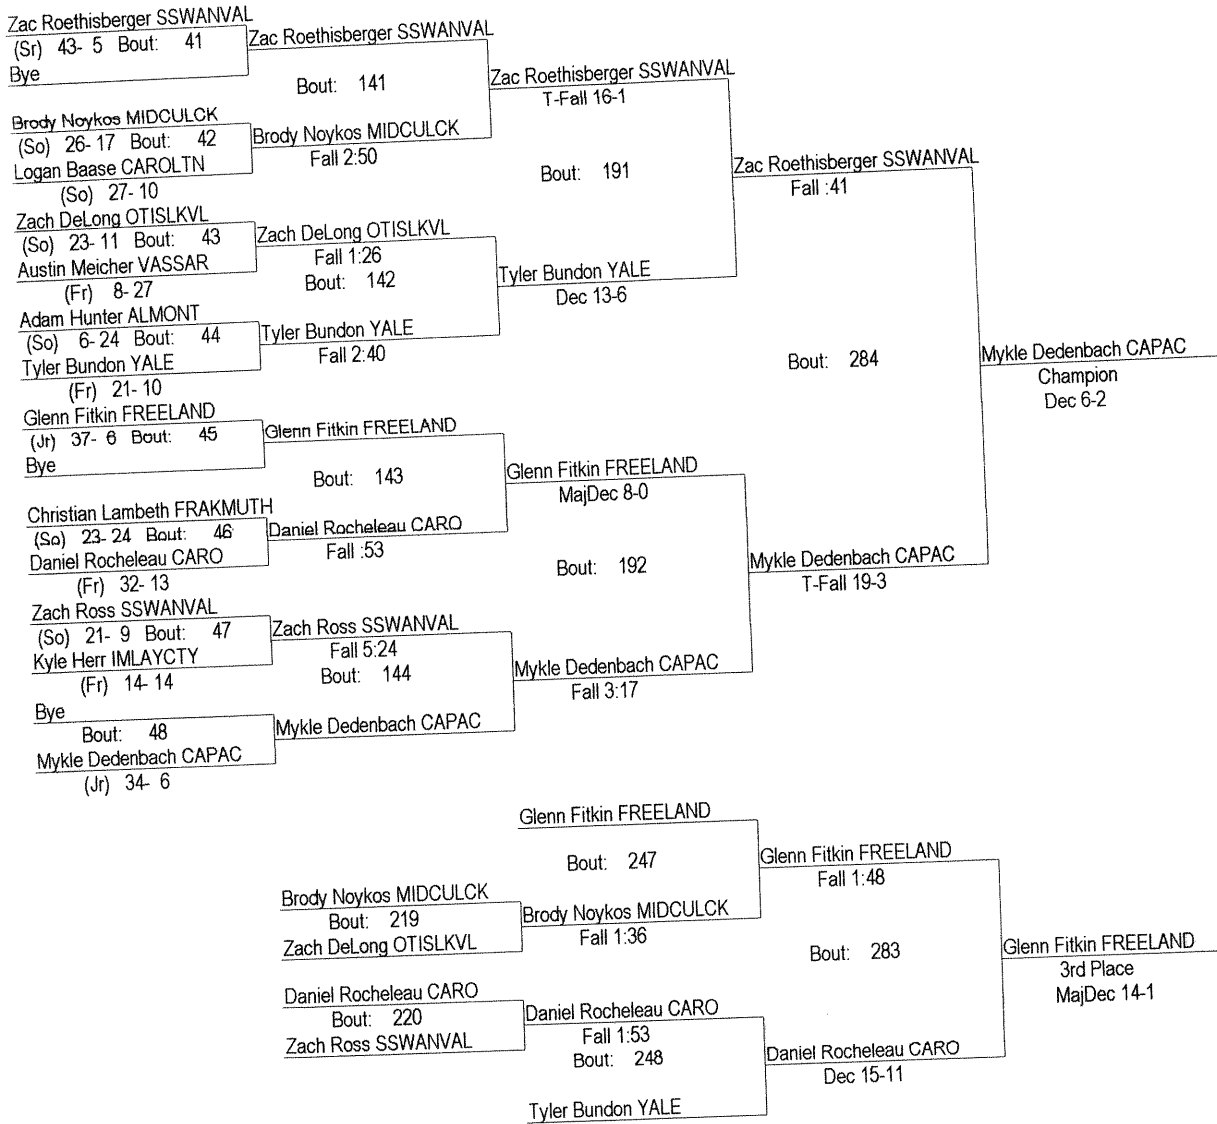 Zac Roethisberger SSWANVAL
(Sr) 43- 5 Bout: 41
Bye
Zac Roethisberger SSWANVAL
Bout: 141
Brody Noykos MIDCULCK
(So) 26- 17 Bout: 42
Logan Baase CAROLTN
(So) 27- 10
Brody Noykos MIDCULCK
Fall 2:50
Zac Roethisberger SSWANVAL
T-Fall 16-1
Bout: 191
Zach DeLong OTISLKVL
(So) 23- 11 Bout: 43
Austin Meicher VASSAR
(Fr) 8- 27
Zach DeLong OTISLKVL
Fall 1:26
Bout: 142
Adam Hunter ALMONT
(So) 6- 24 Bout: 44
Tyler Bundon YALE
(Fr) 21- 10
Tyler Bundon YALE
Fall 2:40
Tyler Bundon YALE
Dec 13-6
Zac Roethisberger SSWANVAL
Fall :41
Bout: 284
Glenn Fitkin FREELAND
(Jr) 37- 6 Bout: 45
Bye
Glenn Fitkin FREELAND
Bout: 143
Christian Lambeth FRAKMUTH
(So) 23- 24 Bout: 46
Daniel Rocheleau CARO
(Fr) 32- 13
Daniel Rocheleau CARO
Fall :53
Glenn Fitkin FREELAND
MajDec 8-0
Bout: 192
Zach Ross SSWANVAL
(So) 21- 9 Bout: 47
Kyle Herr IMLAYCTY
(Fr) 14- 14
Zach Ross SSWANVAL
Fall 5:24
Bout: 144
Bye
Bout: 48
Mykle Dedenbach CAPAC
(Jr) 34- 6
Mykle Dedenbach CAPAC
Mykle Dedenbach CAPAC
Fall 3:17
Mykle Dedenbach CAPAC
T-Fall 19-3
Mykle Dedenbach CAPAC
Champion
Dec 6-2
Glenn Fitkin FREELAND
Bout: 247
Brody Noykos MIDCULCK
Bout: 219
Zach DeLong OTISLKVL
Brody Noykos MIDCULCK
Fall 1:36
Glenn Fitkin FREELAND
Fall 1:48
Bout: 283
Daniel Rocheleau CARO
Bout: 220
Zach Ross SSWANVAL
Daniel Rocheleau CARO
Fall 1:53
Bout: 248
Tyler Bundon YALE
Daniel Rocheleau CARO
Dec 15-11
Glenn Fitkin FREELAND
3rd Place
MajDec 14-1